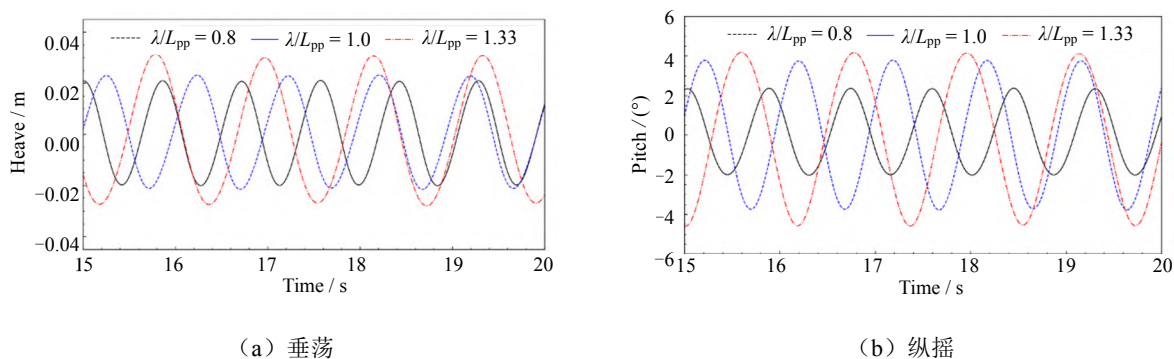 λ/Lpp = 0.8 λ/Lpp = 1.0 λ/Lpp = 1.33
0.04
0.02
0.00
−0.02
−0.04
Heave / m
15 16 17 18 19 20
Time / s
(a) 垂荡
λ/Lpp = 0.8 λ/Lpp = 1.0 λ/Lpp = 1.33
6
4
2
0
−2
−4
−6
Pitch / (°)
15 16 17 18 19 20
Time / s
(b) 纵摇